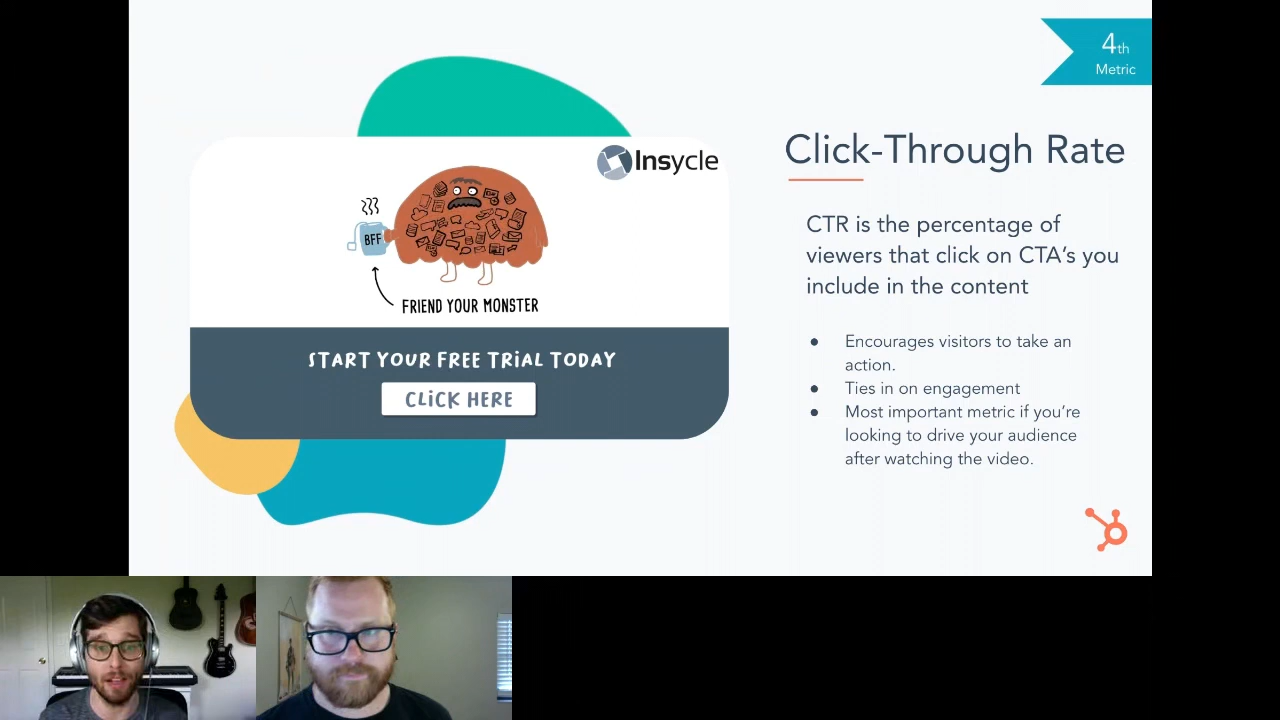 4th
Metric
Insycle
BFF
FRIEND YOUR MONSTER
START YOUR FREE TRIAL TODAY
CLICK HERE
Click-Through Rate
CTR is the percentage of
viewers that click on CTA's you
include in the content
● Encourages visitors to take an
action.
● Ties in on engagement
● Most important metric if you're
looking to drive your audience
after watching the video.